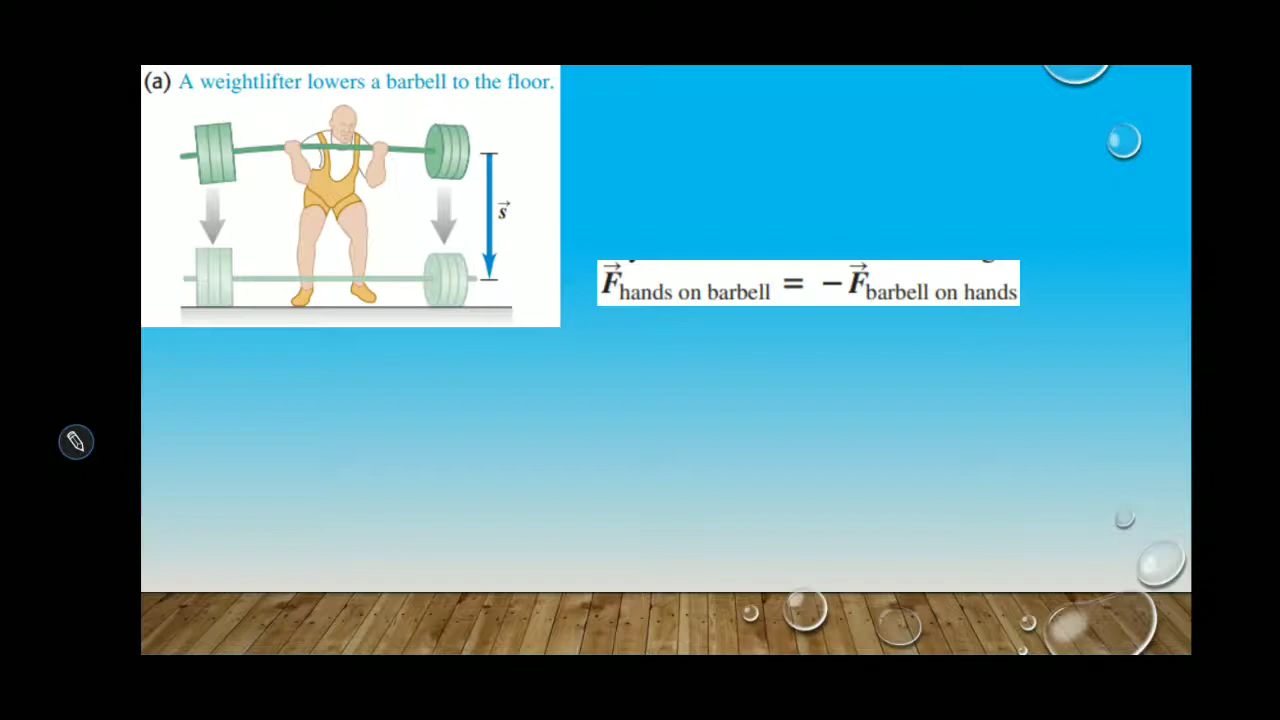 (a) A weightlifter lowers a barbell to the floor.
s⃗
F⃗hands on barbell = −F⃗barbell on hands